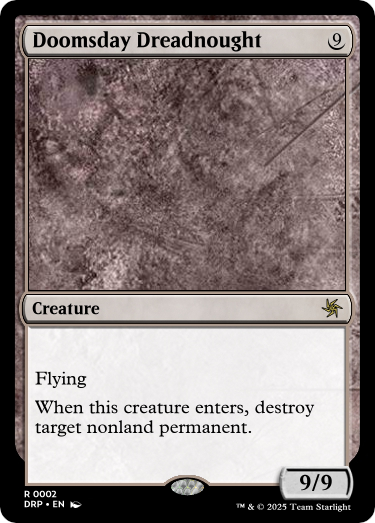 Doomsday Dreadnought 9
Creature
Flying
When this creature enters, destroy
target nonland permanent.
9/9
R 0002
DRP • EN
™ & © 2025 Team Starlight